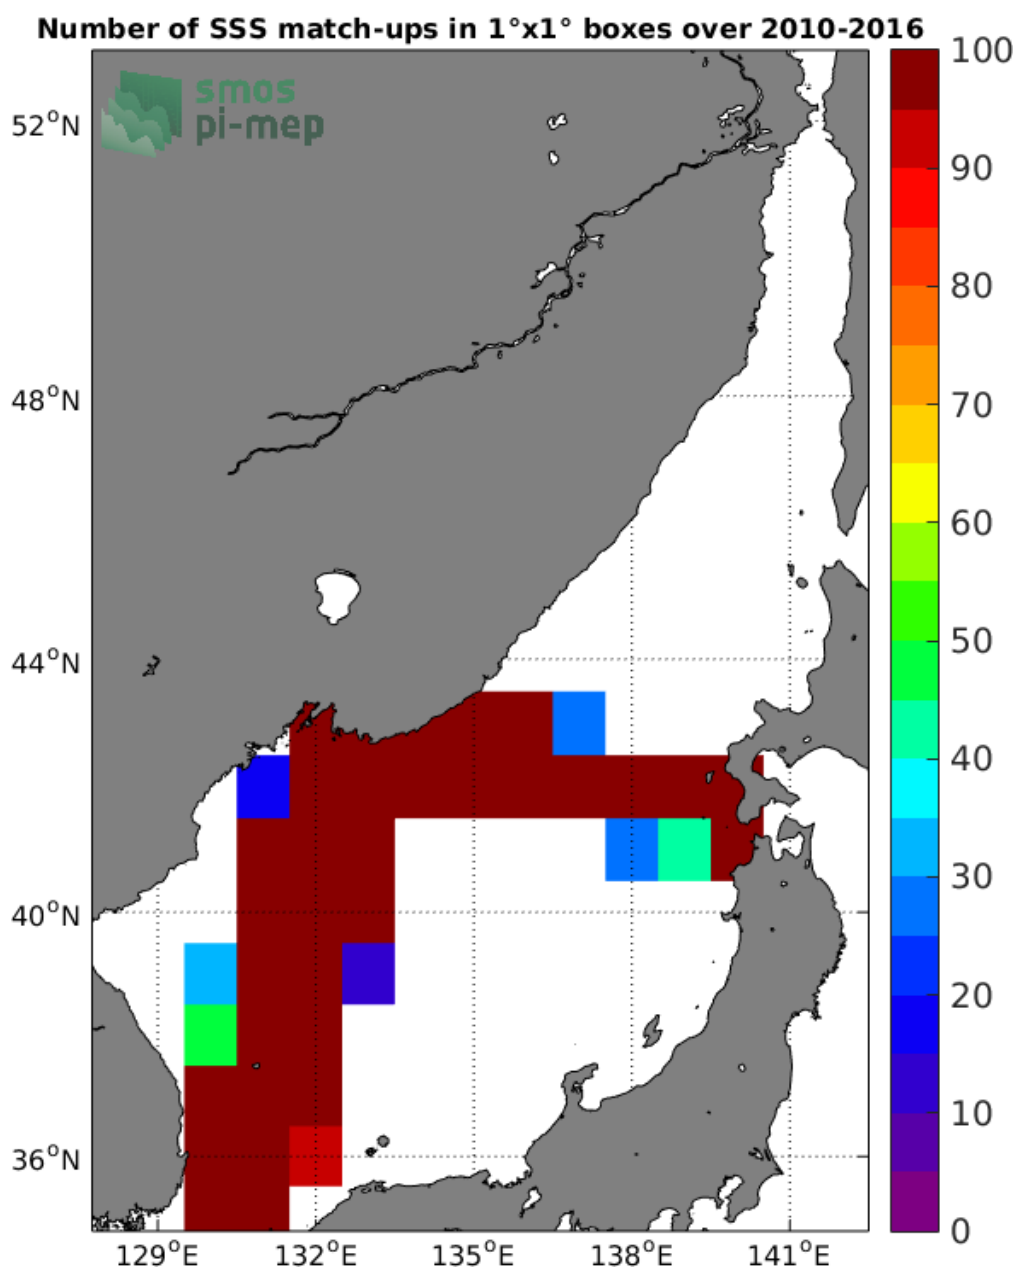 Number of SSS match-ups in 1°x1° boxes over 2010-2016
smos
pi-mep
52°N
48°N
44°N
40°N
36°N
129°E 132°E 135°E 138°E 141°E
100
90
80
70
60
50
40
30
20
10
0